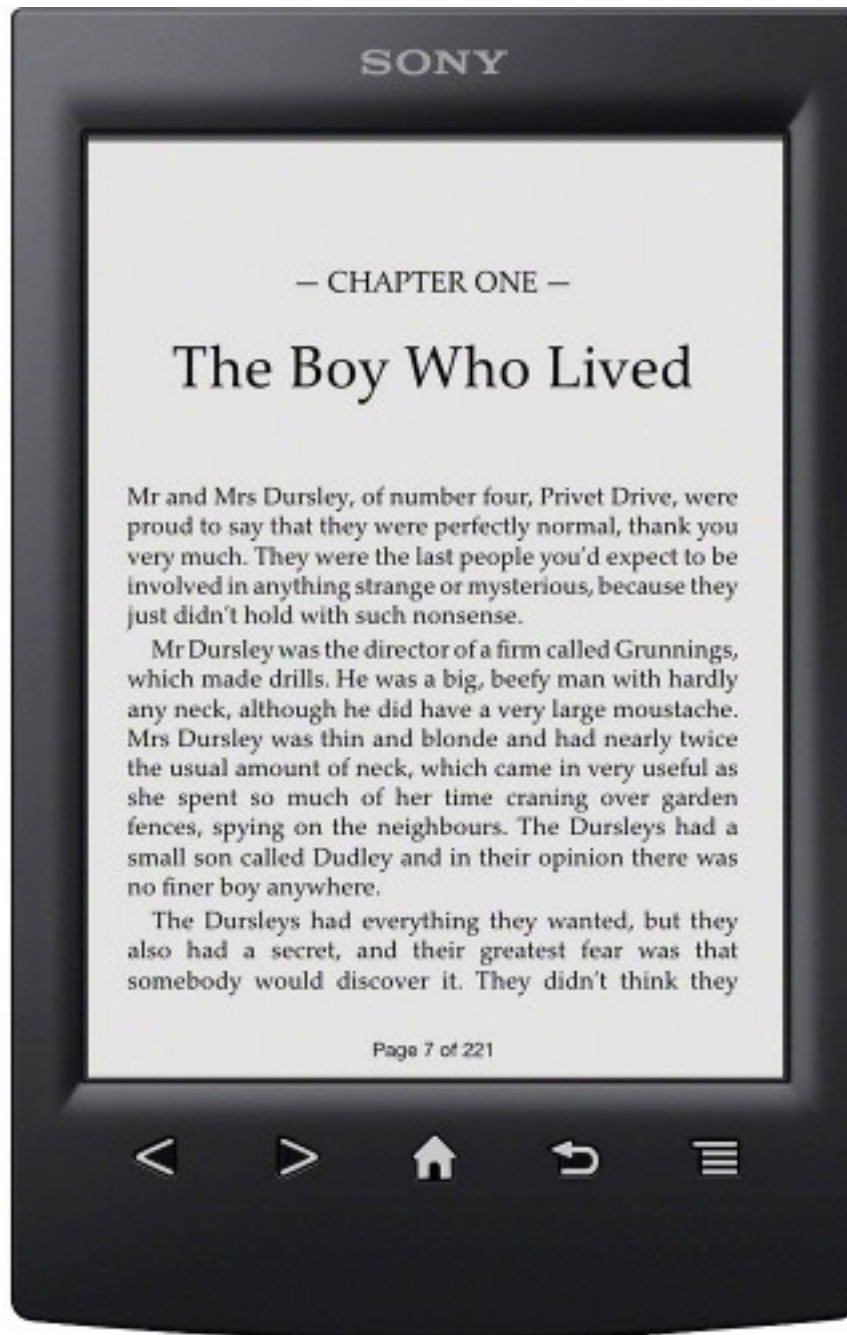 SONY
— CHAPTER ONE —
The Boy Who Lived
Mr and Mrs Dursley, of number four, Privet Drive, were
proud to say that they were perfectly normal, thank you
very much. They were the last people you'd expect to be
involved in anything strange or mysterious, because they
just didn't hold with such nonsense.
Mr Dursley was the director of a firm called Grunnings,
which made drills. He was a big, beefy man with hardly
any neck, although he did have a very large moustache.
Mrs Dursley was thin and blonde and had nearly twice
the usual amount of neck, which came in very useful as
she spent so much of her time craning over garden
fences, spying on the neighbours. The Dursleys had a
small son called Dudley and in their opinion there was
no finer boy anywhere.
The Dursleys had everything they wanted, but they
also had a secret, and their greatest fear was that
somebody would discover it. They didn't think they
Page 7 of 221